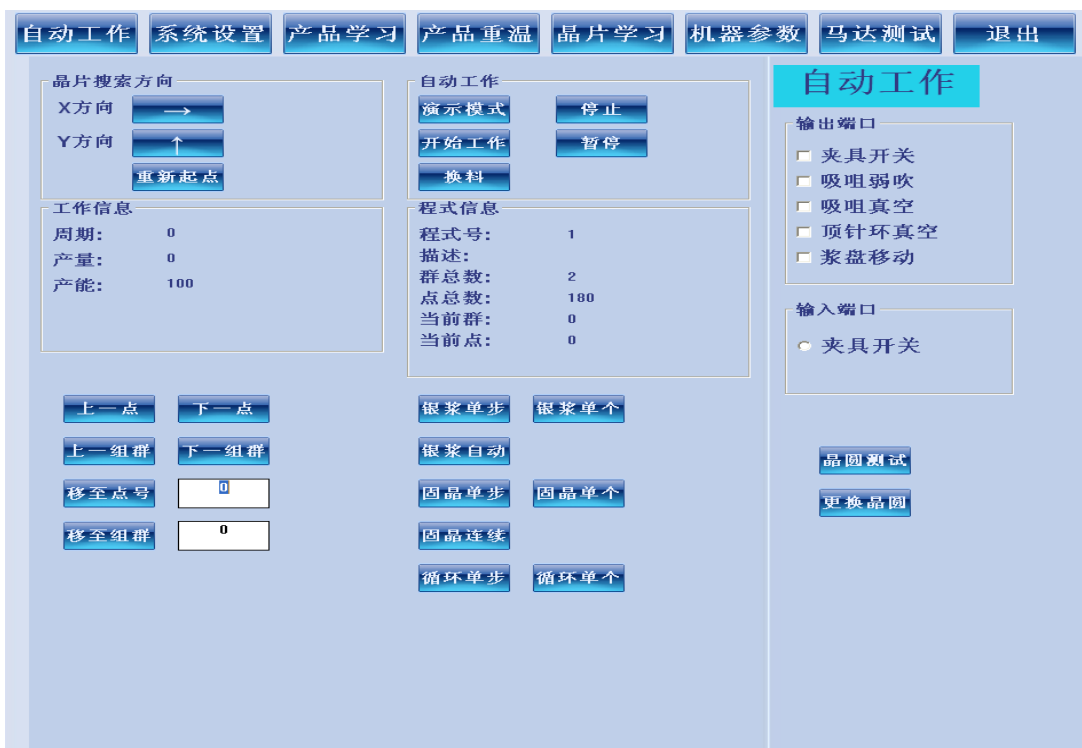 自动工作 系统设置 产品学习 产品重温 晶片学习 机器参数 马达测试 退出
晶片搜索方向
X方向 →
Y方向 ↑
重新起点
自动工作
演示模式 停止
开始工作 暂停
换料
工作信息
周期: 0
产量: 0
产能: 100
程式信息
程式号: 1
描述:
群总数: 2
点总数: 180
当前群: 0
当前点: 0
上一点 下一点
上一组群 下一组群
移至点号 0
移至组群 0
银浆单步 银浆单个
银浆自动
固晶单步 固晶单个
固晶连续
循环单步 循环单个
自动工作
输出端口
夹具开关
吸咀弱吹
吸咀真空
顶针环真空
浆盘移动
输入端口
夹具开关
晶圆测试
更换晶圆